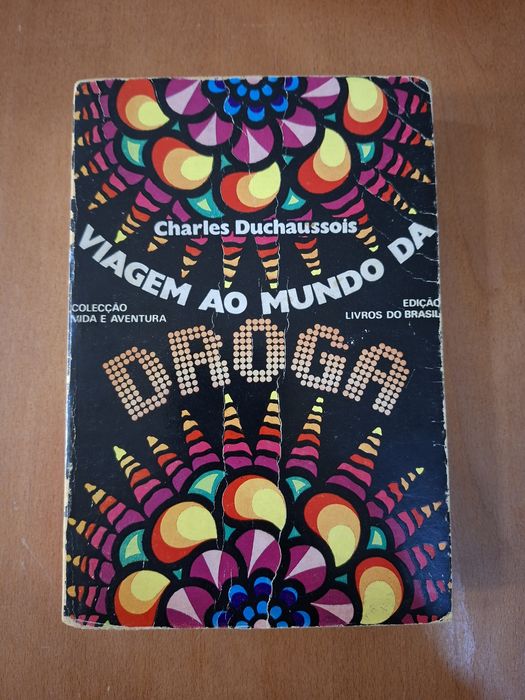 Charles Duchaussois
VIAGEM AO MUNDO DA
DROGA
COLECÇÃO
VIDA E AVENTURA
EDIÇÃO
LIVROS DO BRASIL